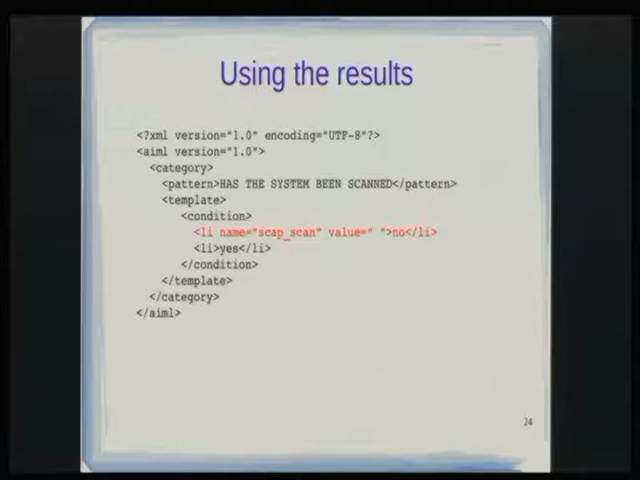 Using the results
<?xml version="1.0" encoding="UTF-8"?>
<aiml version="1.0">
<category>
<pattern>HAS THE SYSTEM BEEN SCANNED</pattern>
<template>
<condition>
<li name="scap_scan" value=" ">no</li>
<li>yes</li>
</condition>
</template>
</category>
</aiml>
24